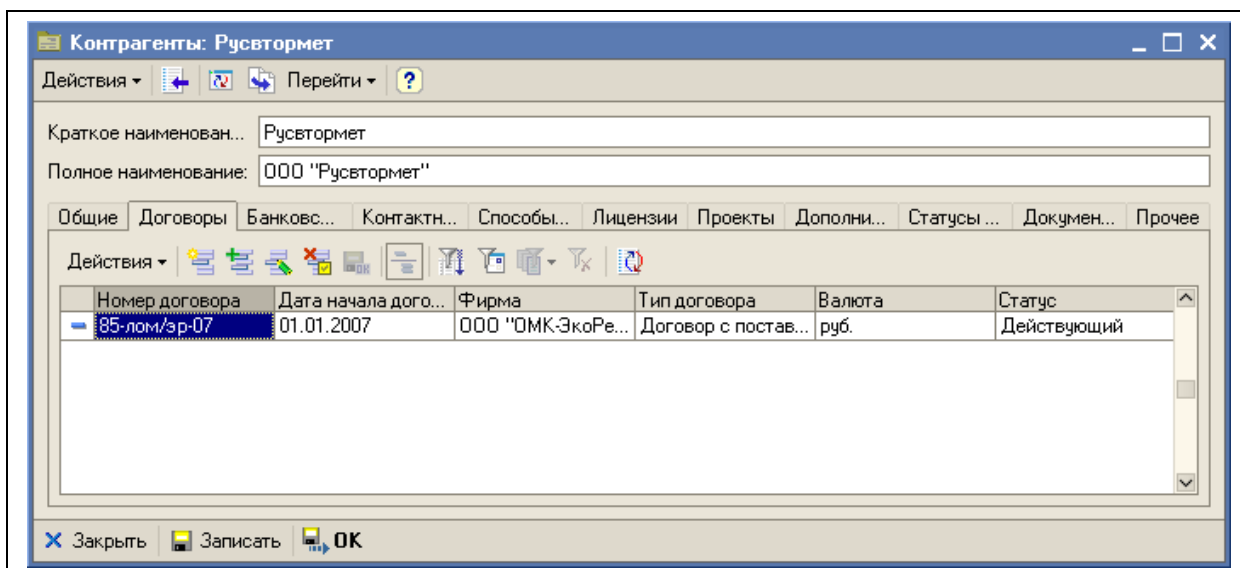 Контрагенты: Русвтормет
Действия Перейти ?
Краткое наименован... Русвтормет
Полное наименование: ООО "Русвтормет"
Общие Договоры Банковс... Контактн... Способы... Лицензии Проекты Дополни... Статусы ... Докумен... Прочее
Действия
Номер договора Дата начала дого... Фирма Тип договора Валюта Статус
85-лом/эр-07 01.01.2007 ООО "ОМК-ЭкоРе... Договор с постав... руб. Действующий
Закрыть Записать OK